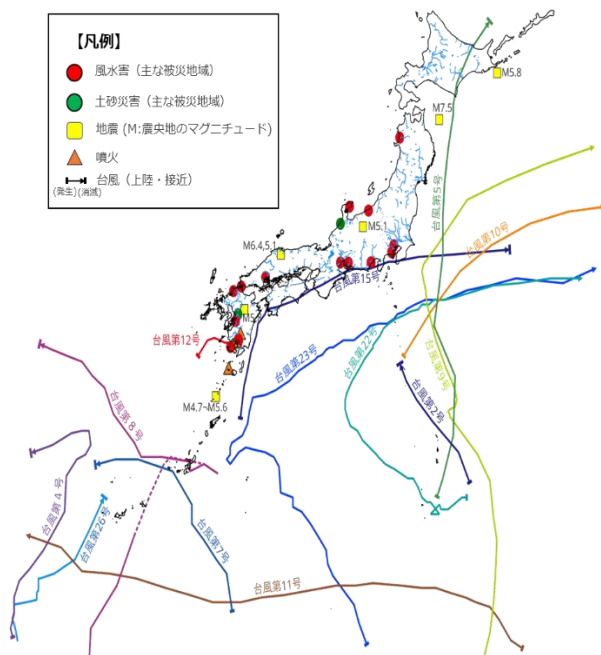 【凡例】
風水害（主な被災地域）
土砂災害（主な被災地域）
地震 (M:震央地のマグニチュード)
噴火
台風（上陸・接近）
(発生)(消滅)
M5.8
M7.5
台風第5号
M5.1
M6.4,5.1
台風第10号
台風第15号
M5.
台風第12号
台風第22号
台風第23号
台風第9号
台風第2号
M4.7~M5.6
台風第8号
台風第4号
台風第26号
台風第7号
台風第11号